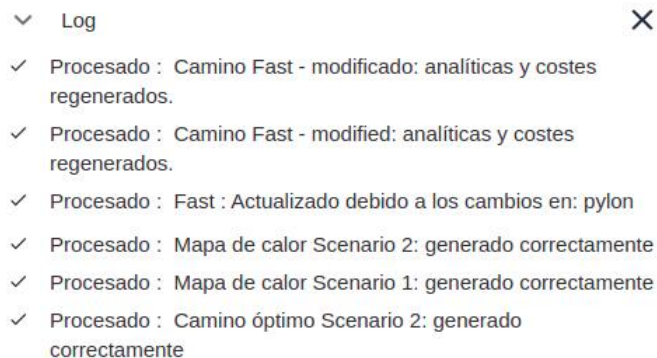 Log
Procesado : Camino Fast - modificado: analíticas y costes
regenerados.
Procesado : Camino Fast - modified: analíticas y costes
regenerados.
Procesado : Fast : Actualizado debido a los cambios en: pylon
Procesado : Mapa de calor Scenario 2: generado correctamente
Procesado : Mapa de calor Scenario 1: generado correctamente
Procesado : Camino óptimo Scenario 2: generado
correctamente